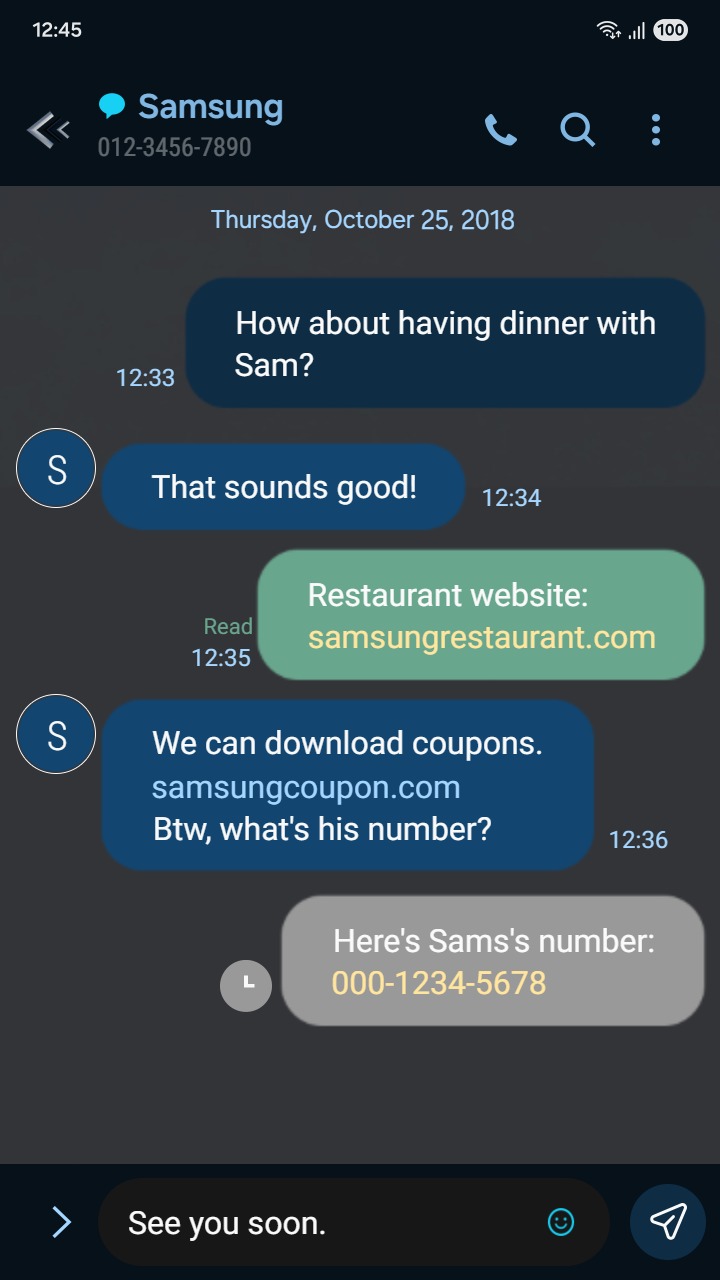 12:45
100
Samsung
012-3456-7890
Thursday, October 25, 2018
How about having dinner with
Sam?
12:33
S
That sounds good!
12:34
Restaurant website:
samsungrestaurant.com
Read
12:35
S
We can download coupons.
samsungcoupon.com
Btw, what's his number?
12:36
Here's Sams's number:
000-1234-5678
See you soon.